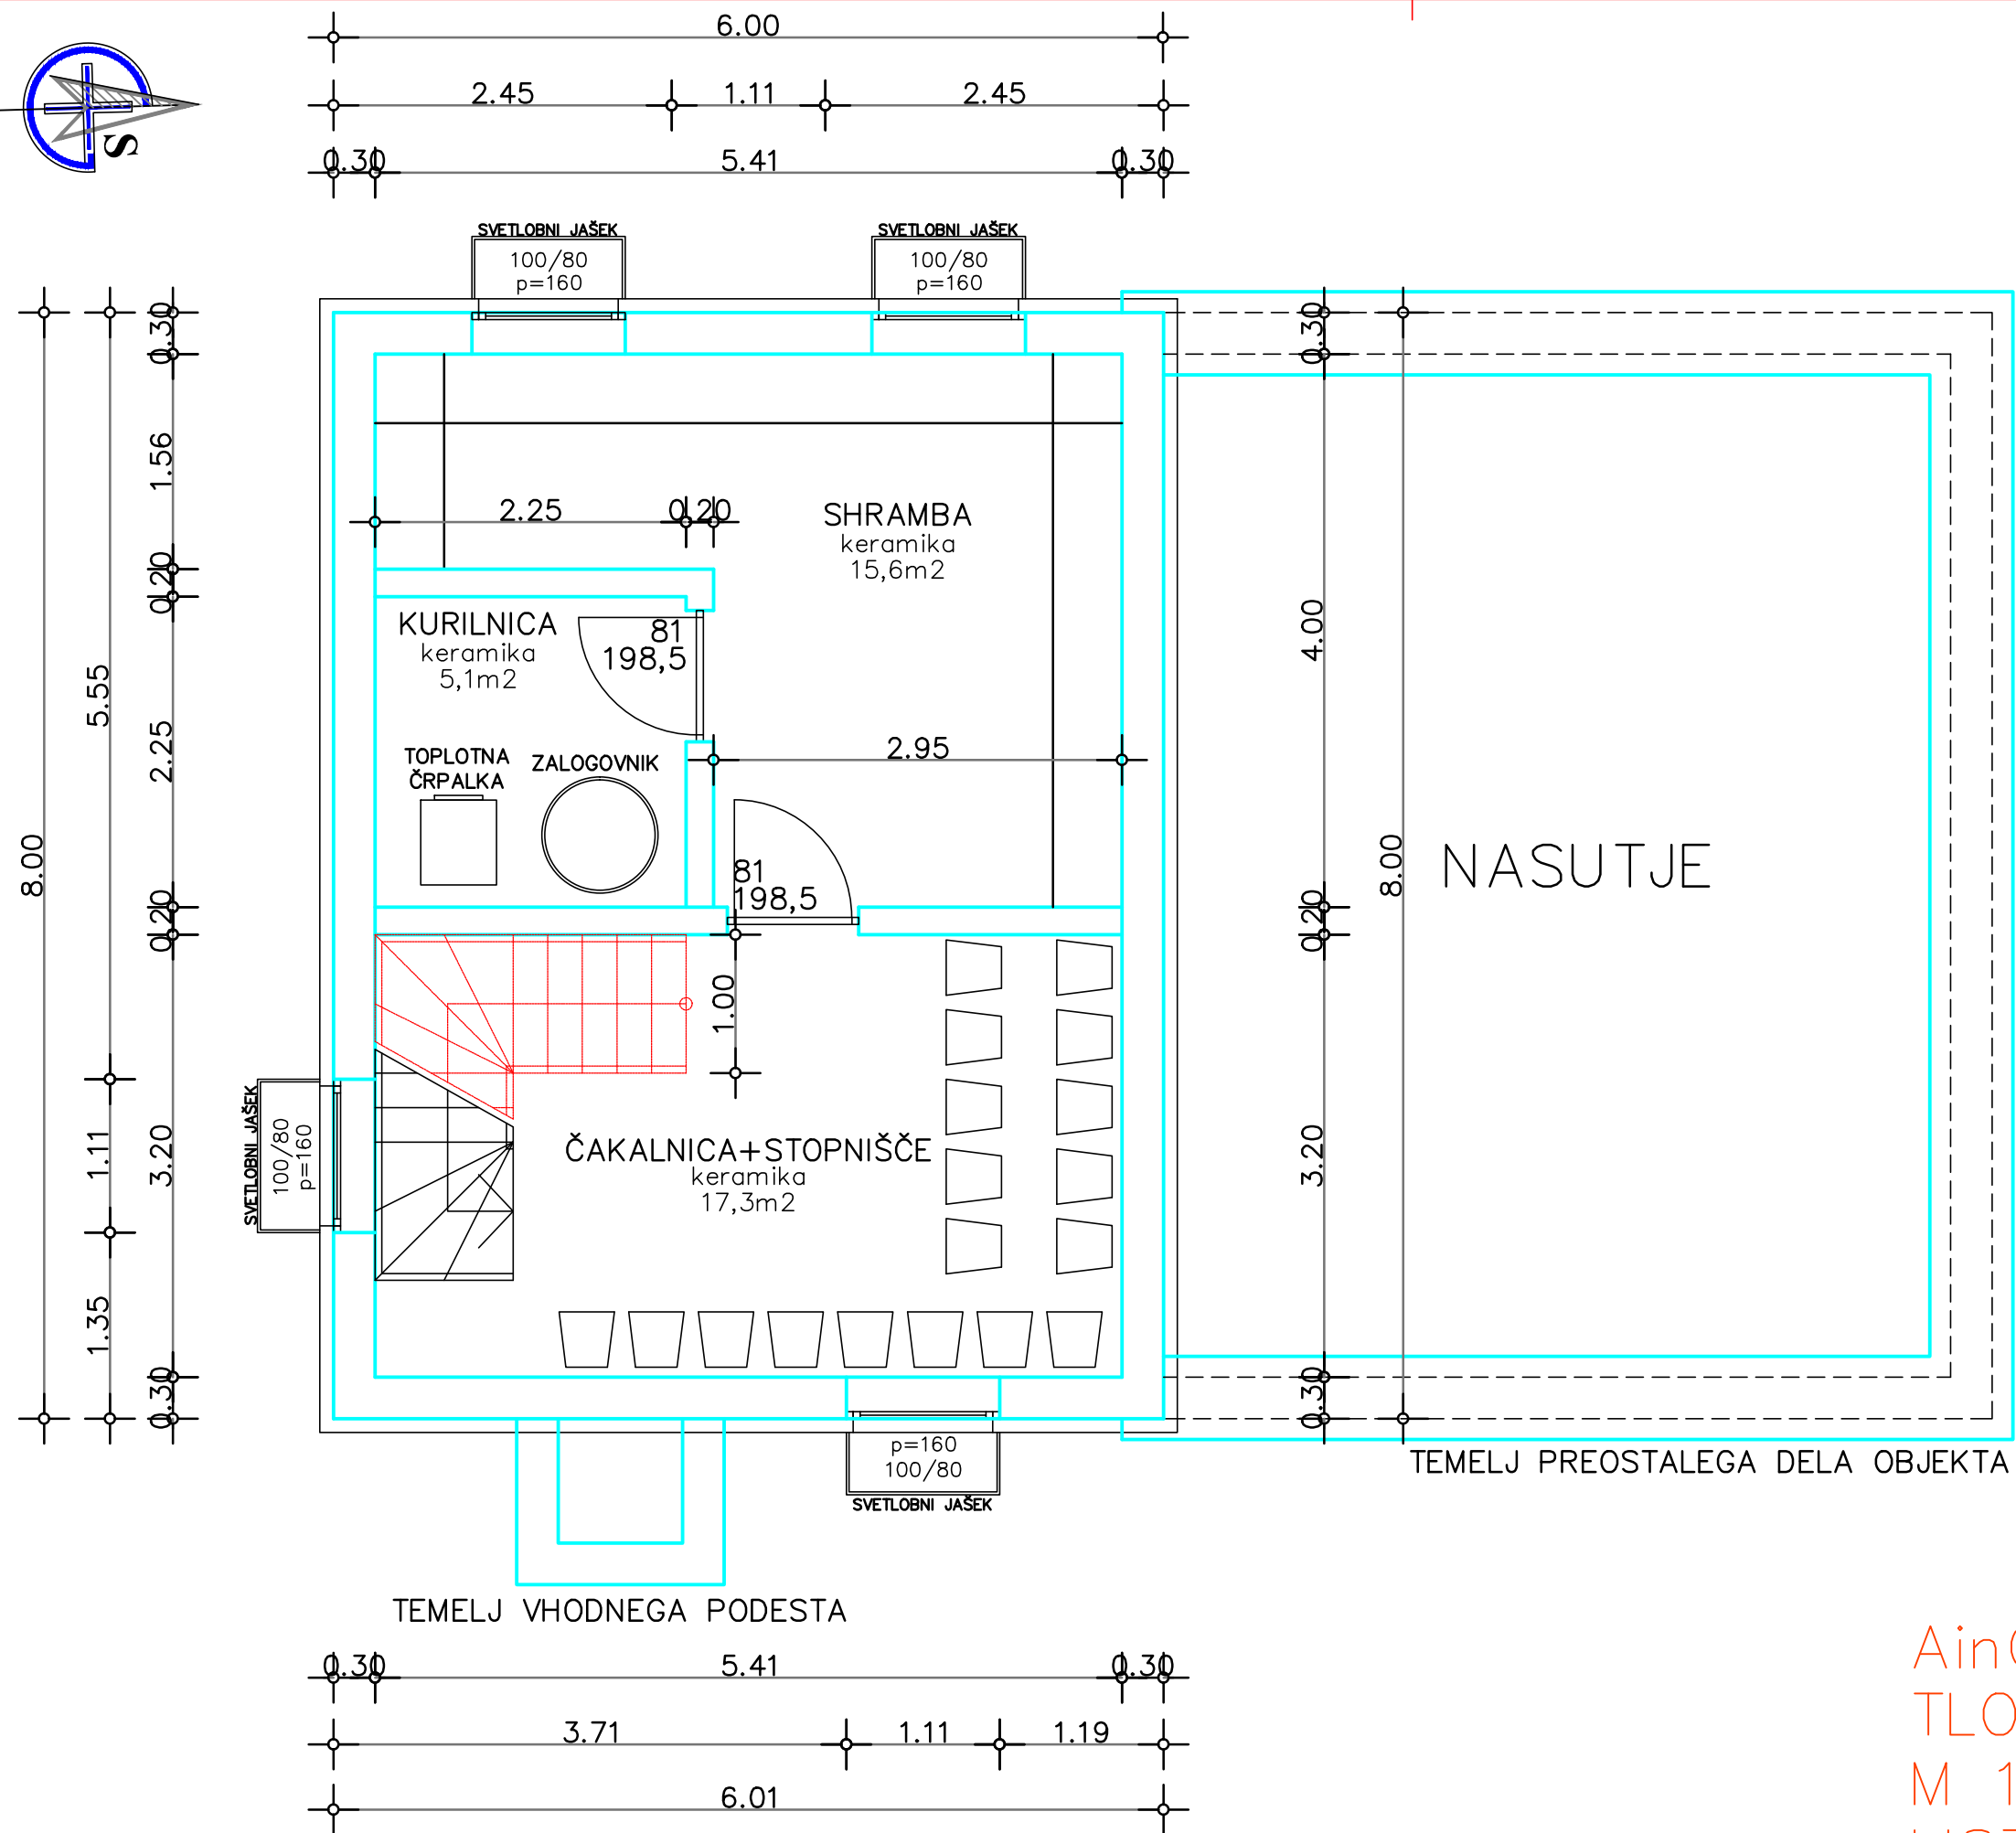 6.00
2.45 1.11 2.45
0.30 5.41 0.30
S
SVETLOBNI JAŠEK
100/80
p=160
SVETLOBNI JAŠEK
100/80
p=160
8.00
5.55
1.11
1.35
0.30
1.56
0.20
2.25
0.20
3.20
0.30
2.25 0.20
SHRAMBA
keramika
15,6m2
KURILNICA
keramika
5,1m2
81
198,5
TOPLOTNA
ČRPALKA
ZALOGOVNIK
2.95
81
198,5
1.00
ČAKALNICA+STOPNIŠČE
keramika
17,3m2
SVETLOBNI JAŠEK
100/80
p=160
0.30
4.00
0.20
3.20
0.30
8.00
NASUTJE
p=160
100/80
SVETLOBNI JAŠEK
TEMELJ PREOSTALEGA DELA OBJEKTA
TEMELJ VHODNEGA PODESTA
0.30 5.41 0.30
3.71 1.11 1.19
6.01
M 1